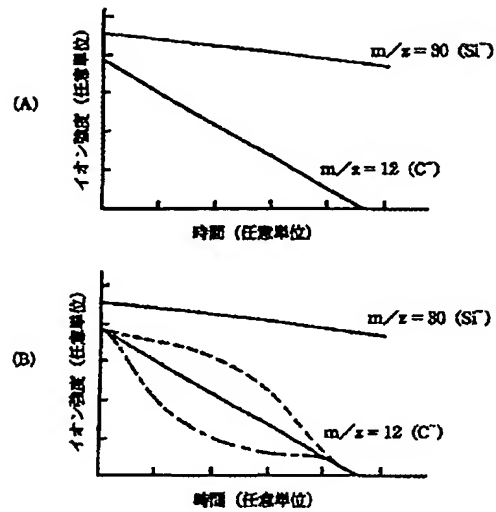 (A)
イオン強度 (任意単位)
m/z=30 (Si⁻)
m/z=12 (C⁻)
時間 (任意単位)
(B)
イオン強度 (任意単位)
m/z=30 (Si⁻)
m/z=12 (C⁻)
時間 (任意単位)